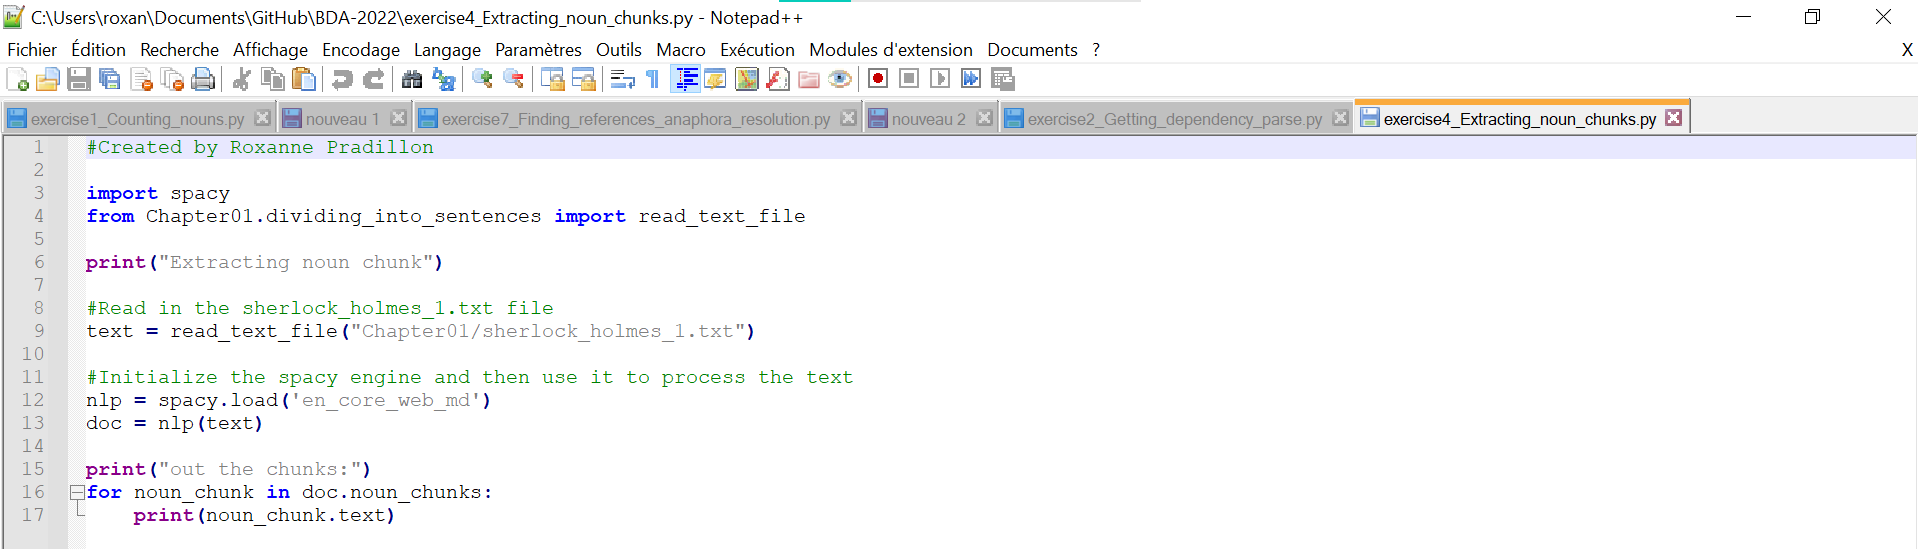 C:\Users\roxan\Documents\GitHub\BDA-2022\exercise4_Extracting_noun_chunks.py - Notepad++
Fichier Édition Recherche Affichage Encodage Langage Paramètres Outils Macro Exécution Modules d'extension Documents ? X
exercise1_Counting_nouns.py nouveau 1 exercise7_Finding_references_anaphora_resolution.py nouveau 2 exercise2_Getting_dependency_parse.py exercise4_Extracting_noun_chunks.py
1 #Created by Roxanne Pradillon
2
3 import spacy
4 from Chapter01.dividing_into_sentences import read_text_file
5
6 print("Extracting noun chunk")
7
8 #Read in the sherlock_holmes_1.txt file
9 text = read_text_file("Chapter01/sherlock_holmes_1.txt")
10
11 #Initialize the spacy engine and then use it to process the text
12 nlp = spacy.load('en_core_web_md')
13 doc = nlp(text)
14
15 print("out the chunks:")
16 for noun_chunk in doc.noun_chunks:
17     print(noun_chunk.text)